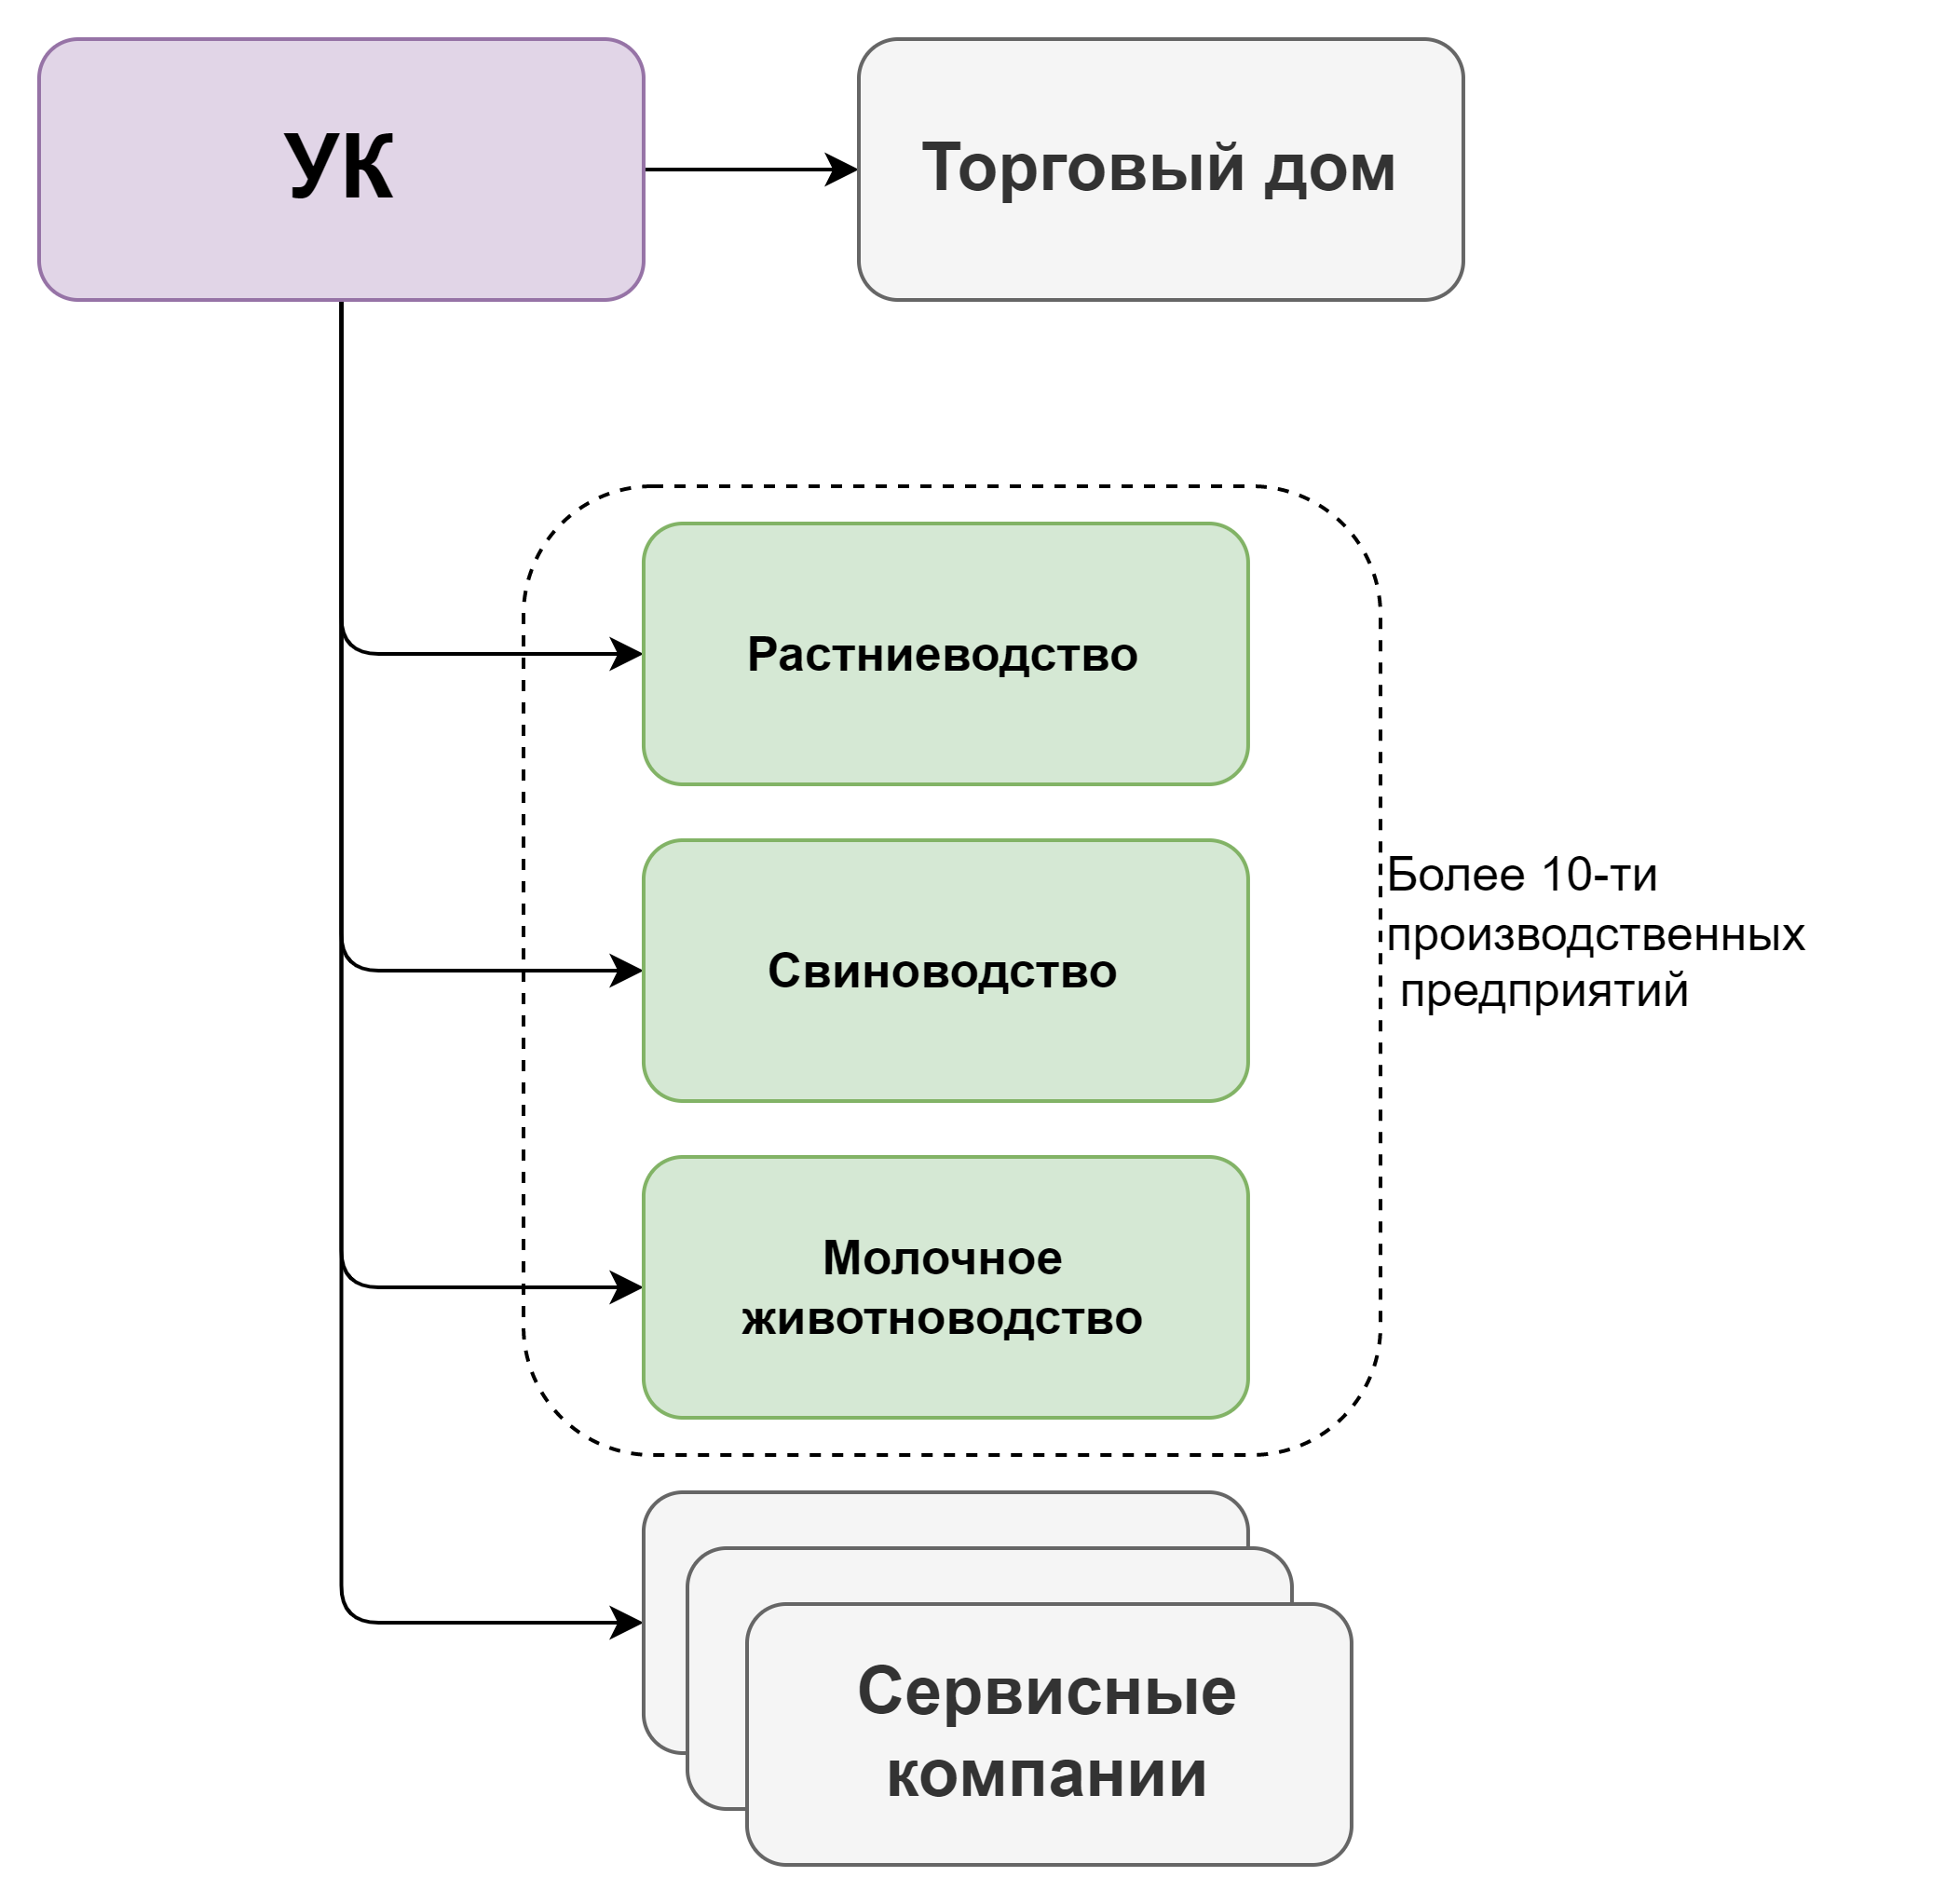 УК
Торговый дом
Растниеводство
Свиноводство
Более 10-ти
производственных
предприятий
Молочное
животноводство
Сервисные
компании